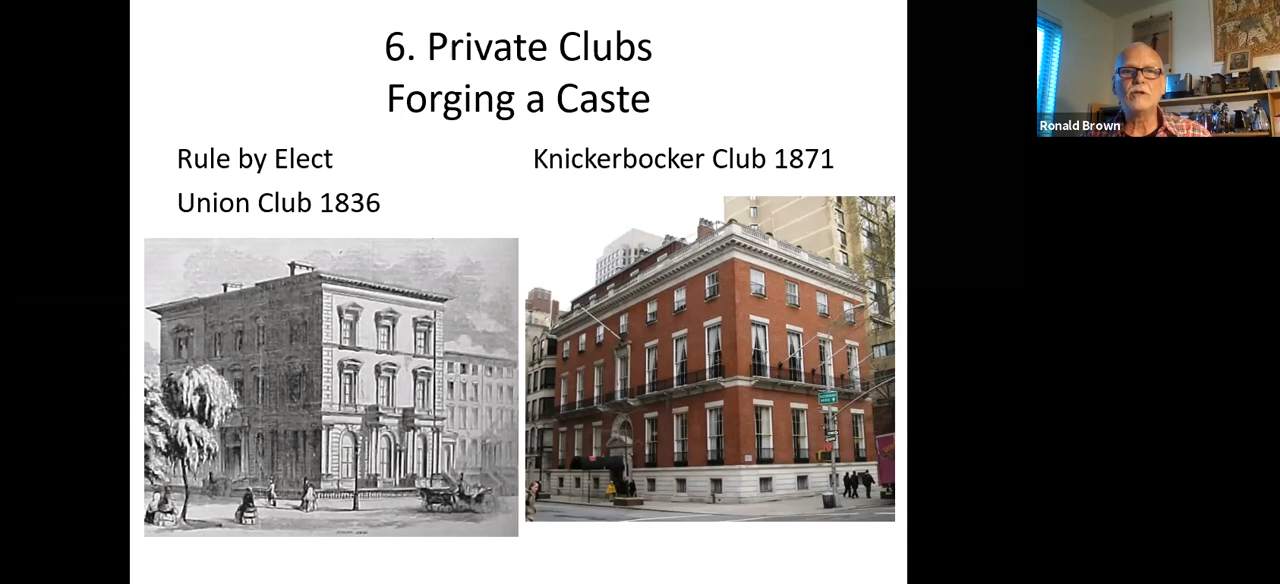 6. Private Clubs
Forging a Caste
Rule by Elect
Union Club 1836
Knickerbocker Club 1871
Ronald Brown